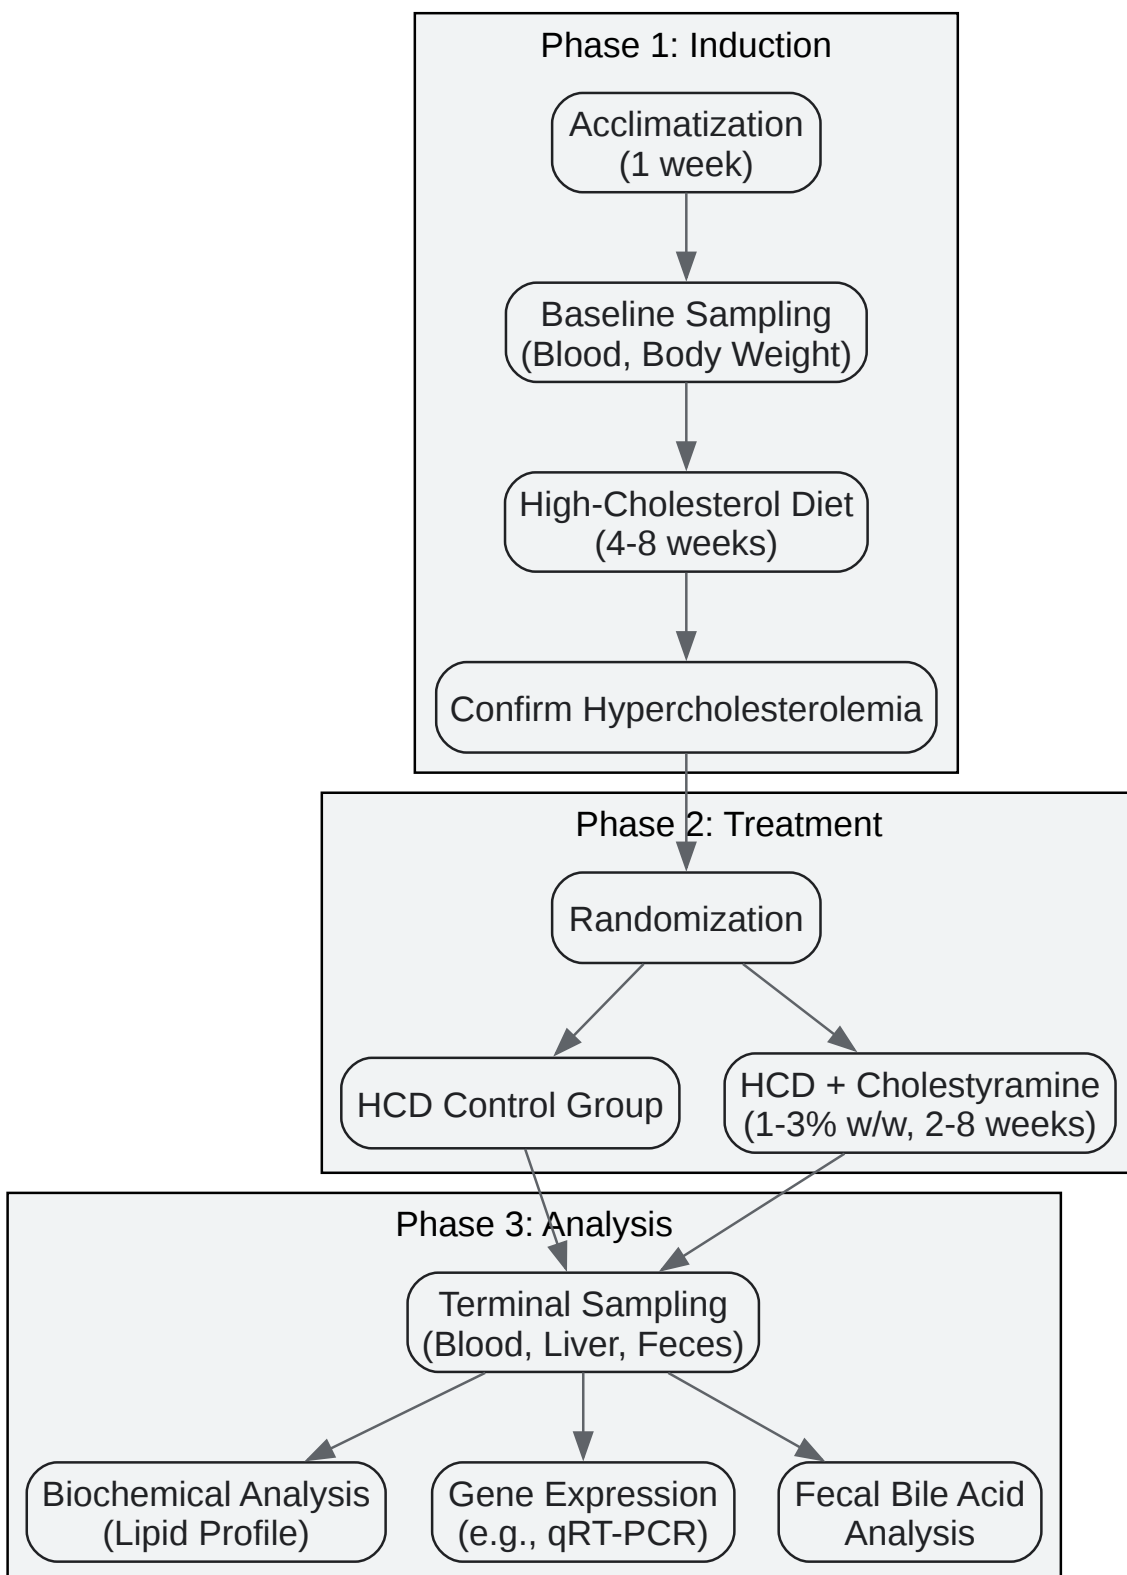 Phase 1: Induction
Acclimatization
(1 week)
Baseline Sampling
(Blood, Body Weight)
High-Cholesterol Diet
(4-8 weeks)
Confirm Hypercholesterolemia
Phase 2: Treatment
Randomization
HCD Control Group
HCD + Cholestyramine
(1-3% w/w, 2-8 weeks)
Phase 3: Analysis
Terminal Sampling
(Blood, Liver, Feces)
Biochemical Analysis
(Lipid Profile)
Gene Expression
(e.g., qRT-PCR)
Fecal Bile Acid
Analysis